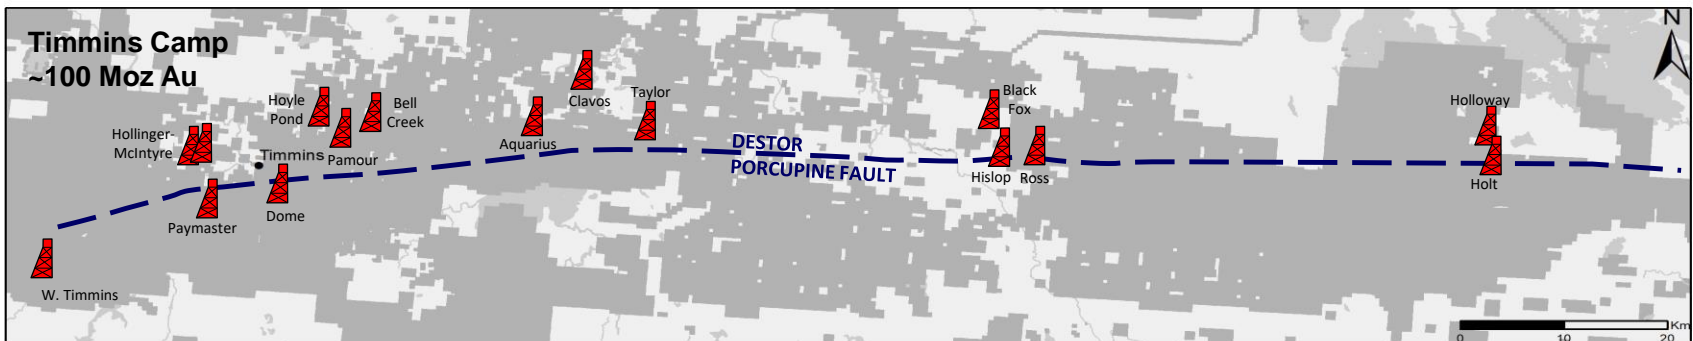 Timmins Camp
~100 Moz Au
N
Hoyle
Pond
Bell
Creek
Hollinger-
McIntyre
Timmins
Pamour
Paymaster
Dome
W. Timmins
Clavos
Taylor
Aquarius
DESTOR
PORCUPINE FAULT
Black
Fox
Hislop
Ross
Holloway
Holt
Km
0
10
20